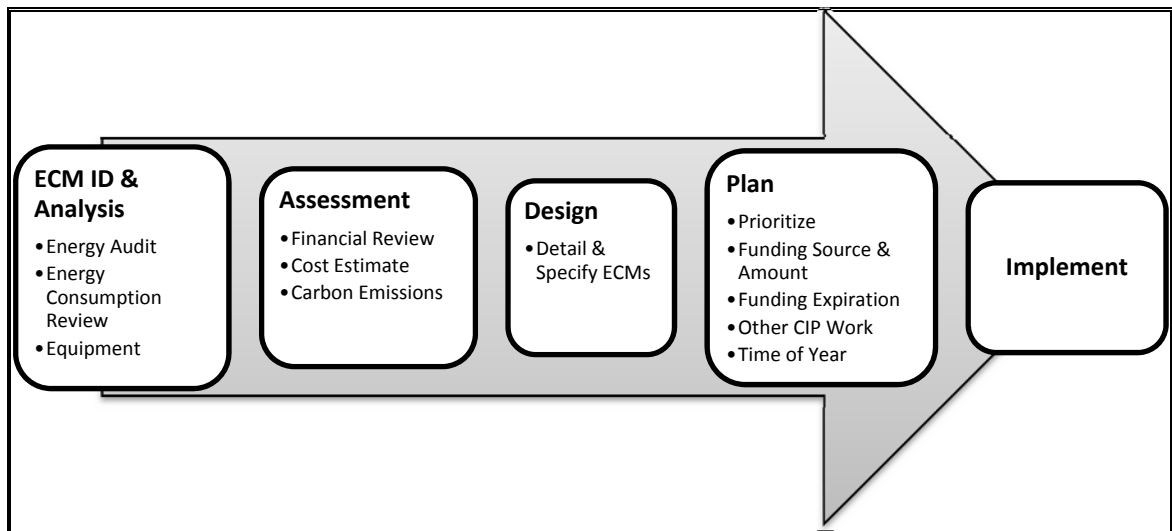 ECM ID &
Analysis
•Energy Audit
•Energy
Consumption
Review
•Equipment
Assessment
•Financial Review
•Cost Estimate
•Carbon Emissions
Design
•Detail &
Specify ECMs
Plan
•Prioritize
•Funding Source &
Amount
•Funding Expiration
•Other CIP Work
•Time of Year
Implement